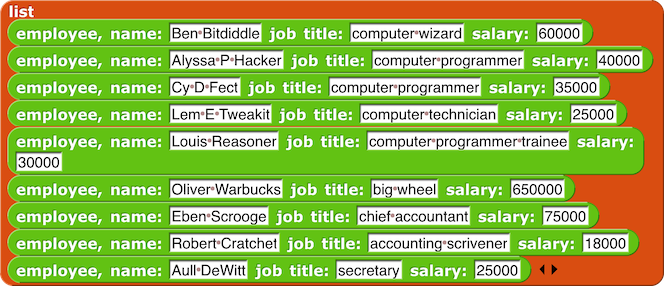 list
employee, name: Ben Bitdiddle job title: computer wizard salary: 60000
employee, name: Alyssa P Hacker job title: computer programmer salary: 40000
employee, name: Cy D Fect job title: computer programmer salary: 35000
employee, name: Lem E Tweakit job title: computer technician salary: 25000
employee, name: Louis Reasoner job title: computer programmer trainee salary:
30000
employee, name: Oliver Warbucks job title: big wheel salary: 650000
employee, name: Eben Scrooge job title: chief accountant salary: 75000
employee, name: Robert Cratchet job title: accounting scrivener salary: 18000
employee, name: Aull DeWitt job title: secretary salary: 25000